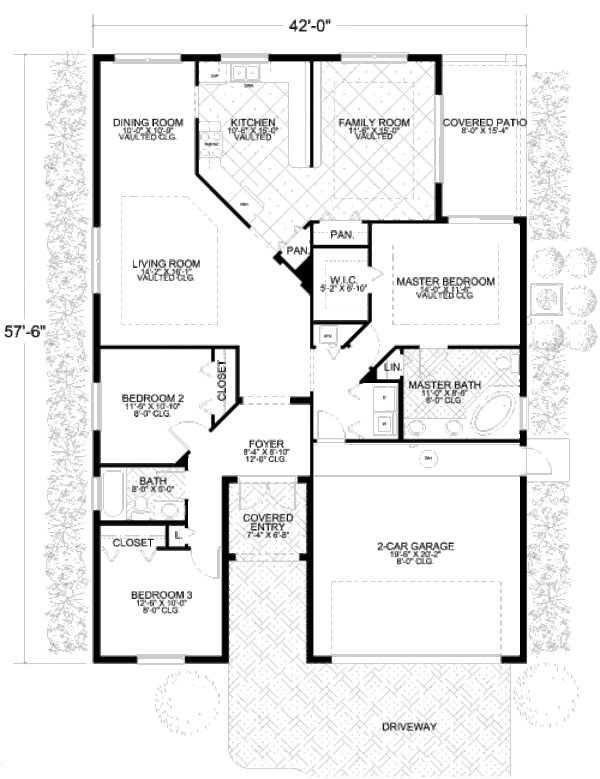 42'-0"
DINING ROOM
10'-0" X 10'-9"
VAULTED CLG.
KITCHEN
10'-6" X 15'-0"
VAULTED
FAMILY ROOM
11'-6" X 15'-0"
VAULTED
COVERED PATIO
8'-0" X 15'-4"
PAN.
PAN.
LIVING ROOM
14'-2" X 16'-1"
VAULTED CLG.
W.I.C.
5'-2" X 6'-10"
MASTER BEDROOM
14'-0" X 11'-6"
VAULTED CLG.
57'-6"
LIN.
CLOSET
BEDROOM 2
11'-6" X 10'-10"
8'-0" CLG.
MASTER BATH
11'-0" X 8'-6"
8'-0" CLG.
FOYER
8'-4" X 6'-10"
12'-0" CLG.
WH
BATH
8'-0" X 5'-0"
COVERED
ENTRY
7'-4" X 6'-8"
L.
CLOSET
2-CAR GARAGE
19'-6" X 20'-2"
8'-0" CLG.
BEDROOM 3
12'-6" X 10'-0"
8'-0" CLG.
DRIVEWAY